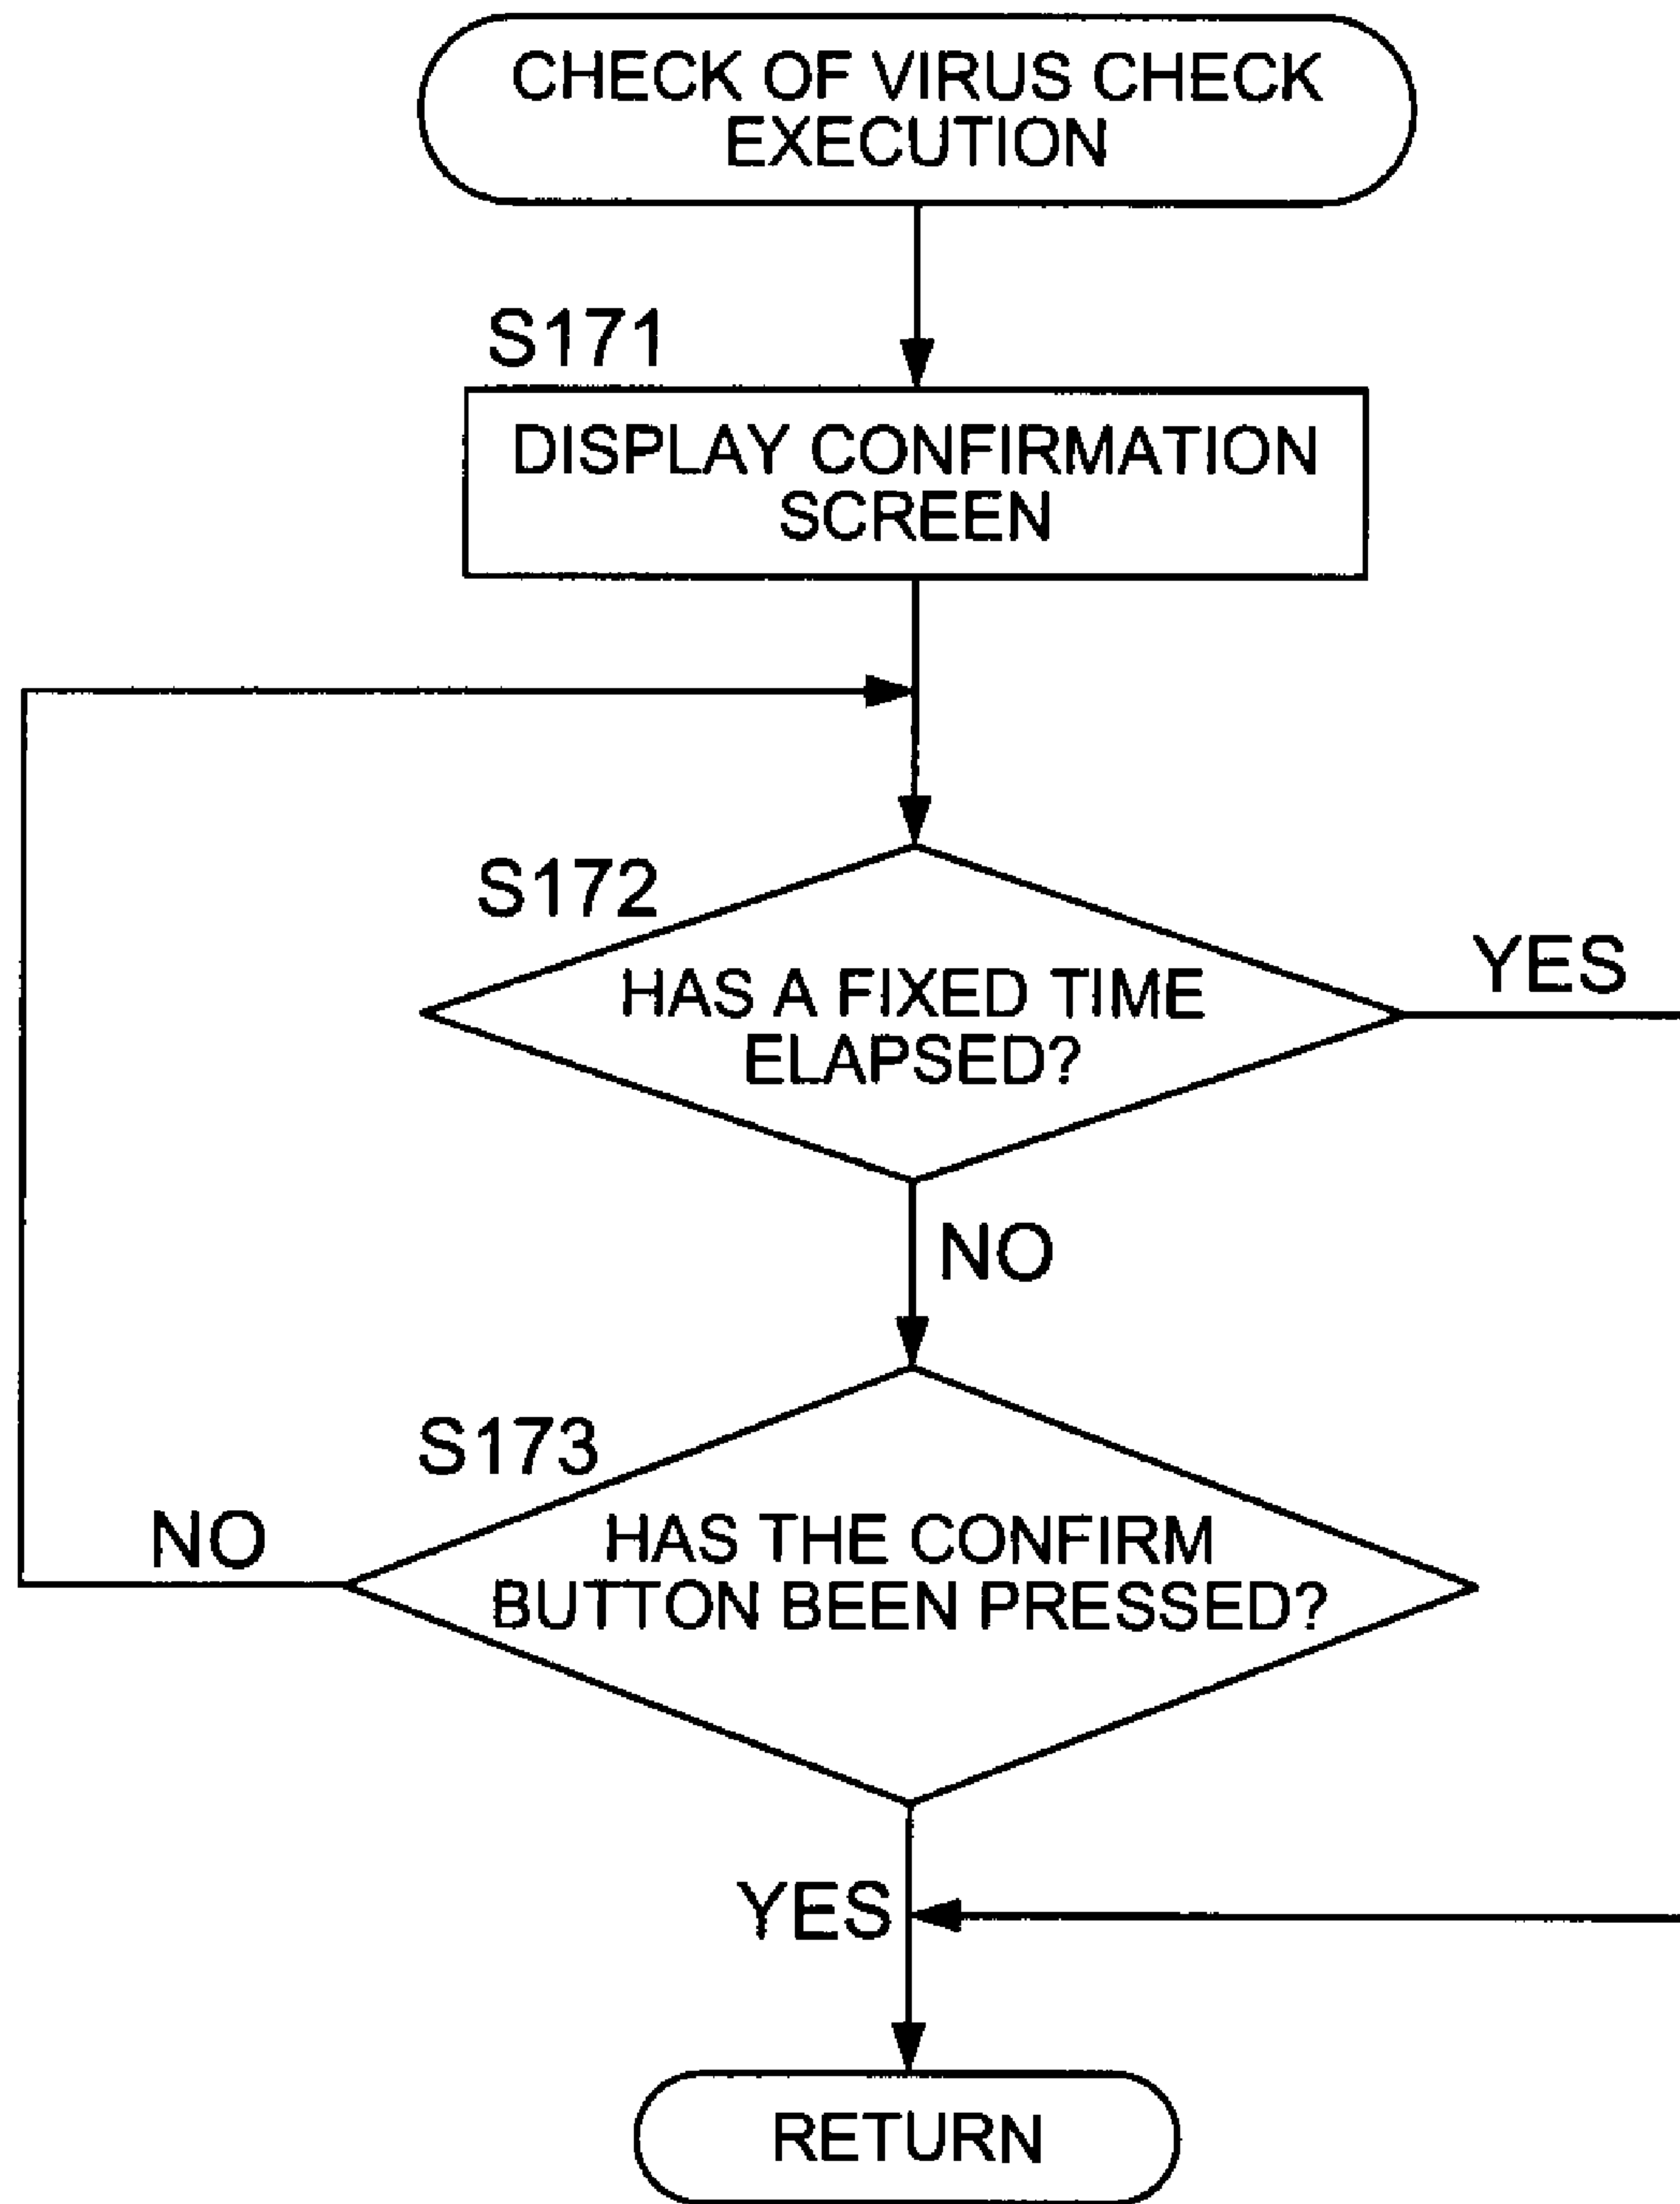 CHECK OF VIRUS CHECK
EXECUTION
S171
DISPLAY CONFIRMATION
SCREEN
S172
HAS A FIXED TIME
ELAPSED?
YES
NO
S173
HAS THE CONFIRM
BUTTON BEEN PRESSED?
NO
YES
RETURN